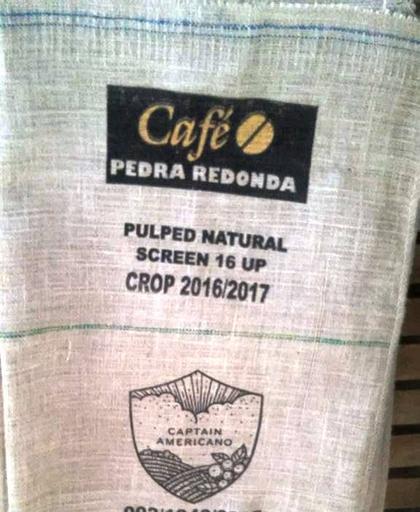 Café
PEDRA REDONDA
PULPED NATURAL
SCREEN 16 UP
CROP 2016/2017
CAPTAIN
AMERICANO